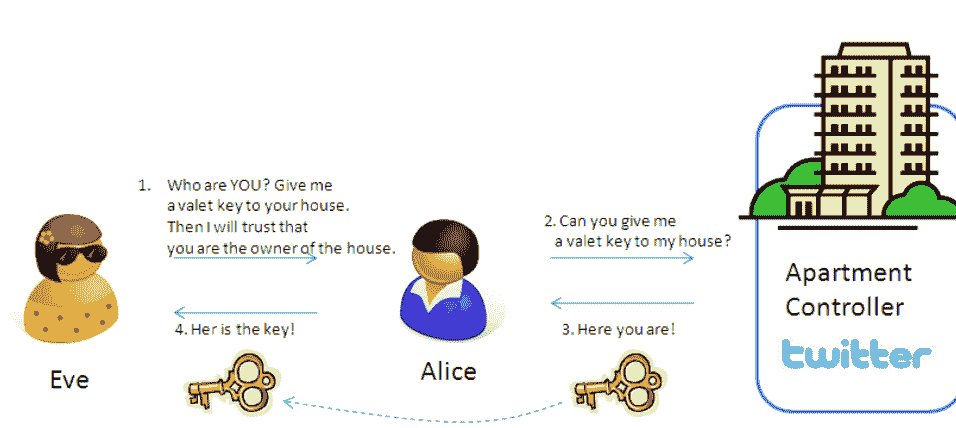 1. Who are YOU? Give me
a valet key to your house.
Then I will trust that
you are the owner of the house.
2. Can you give me
a valet key to my house?
Apartment
Controller
twitter
4. Her is the key!
3. Here you are!
Eve
Alice